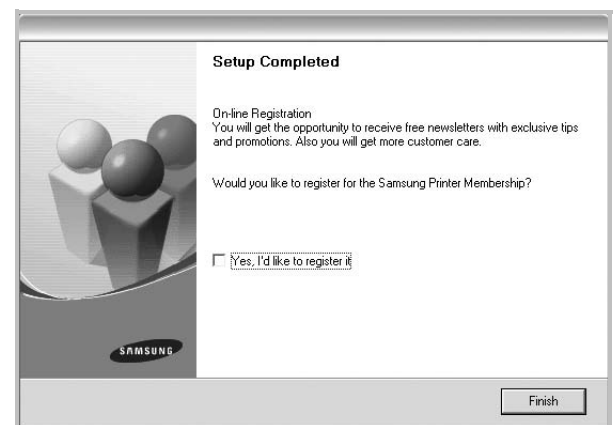 Setup Completed
On-line Registration
You will get the opportunity to receive free newsletters with exclusive tips
and promotions. Also you will get more customer care.
Would you like to register for the Samsung Printer Membership?
Yes, I'd like to register it
SAMSUNG
Finish